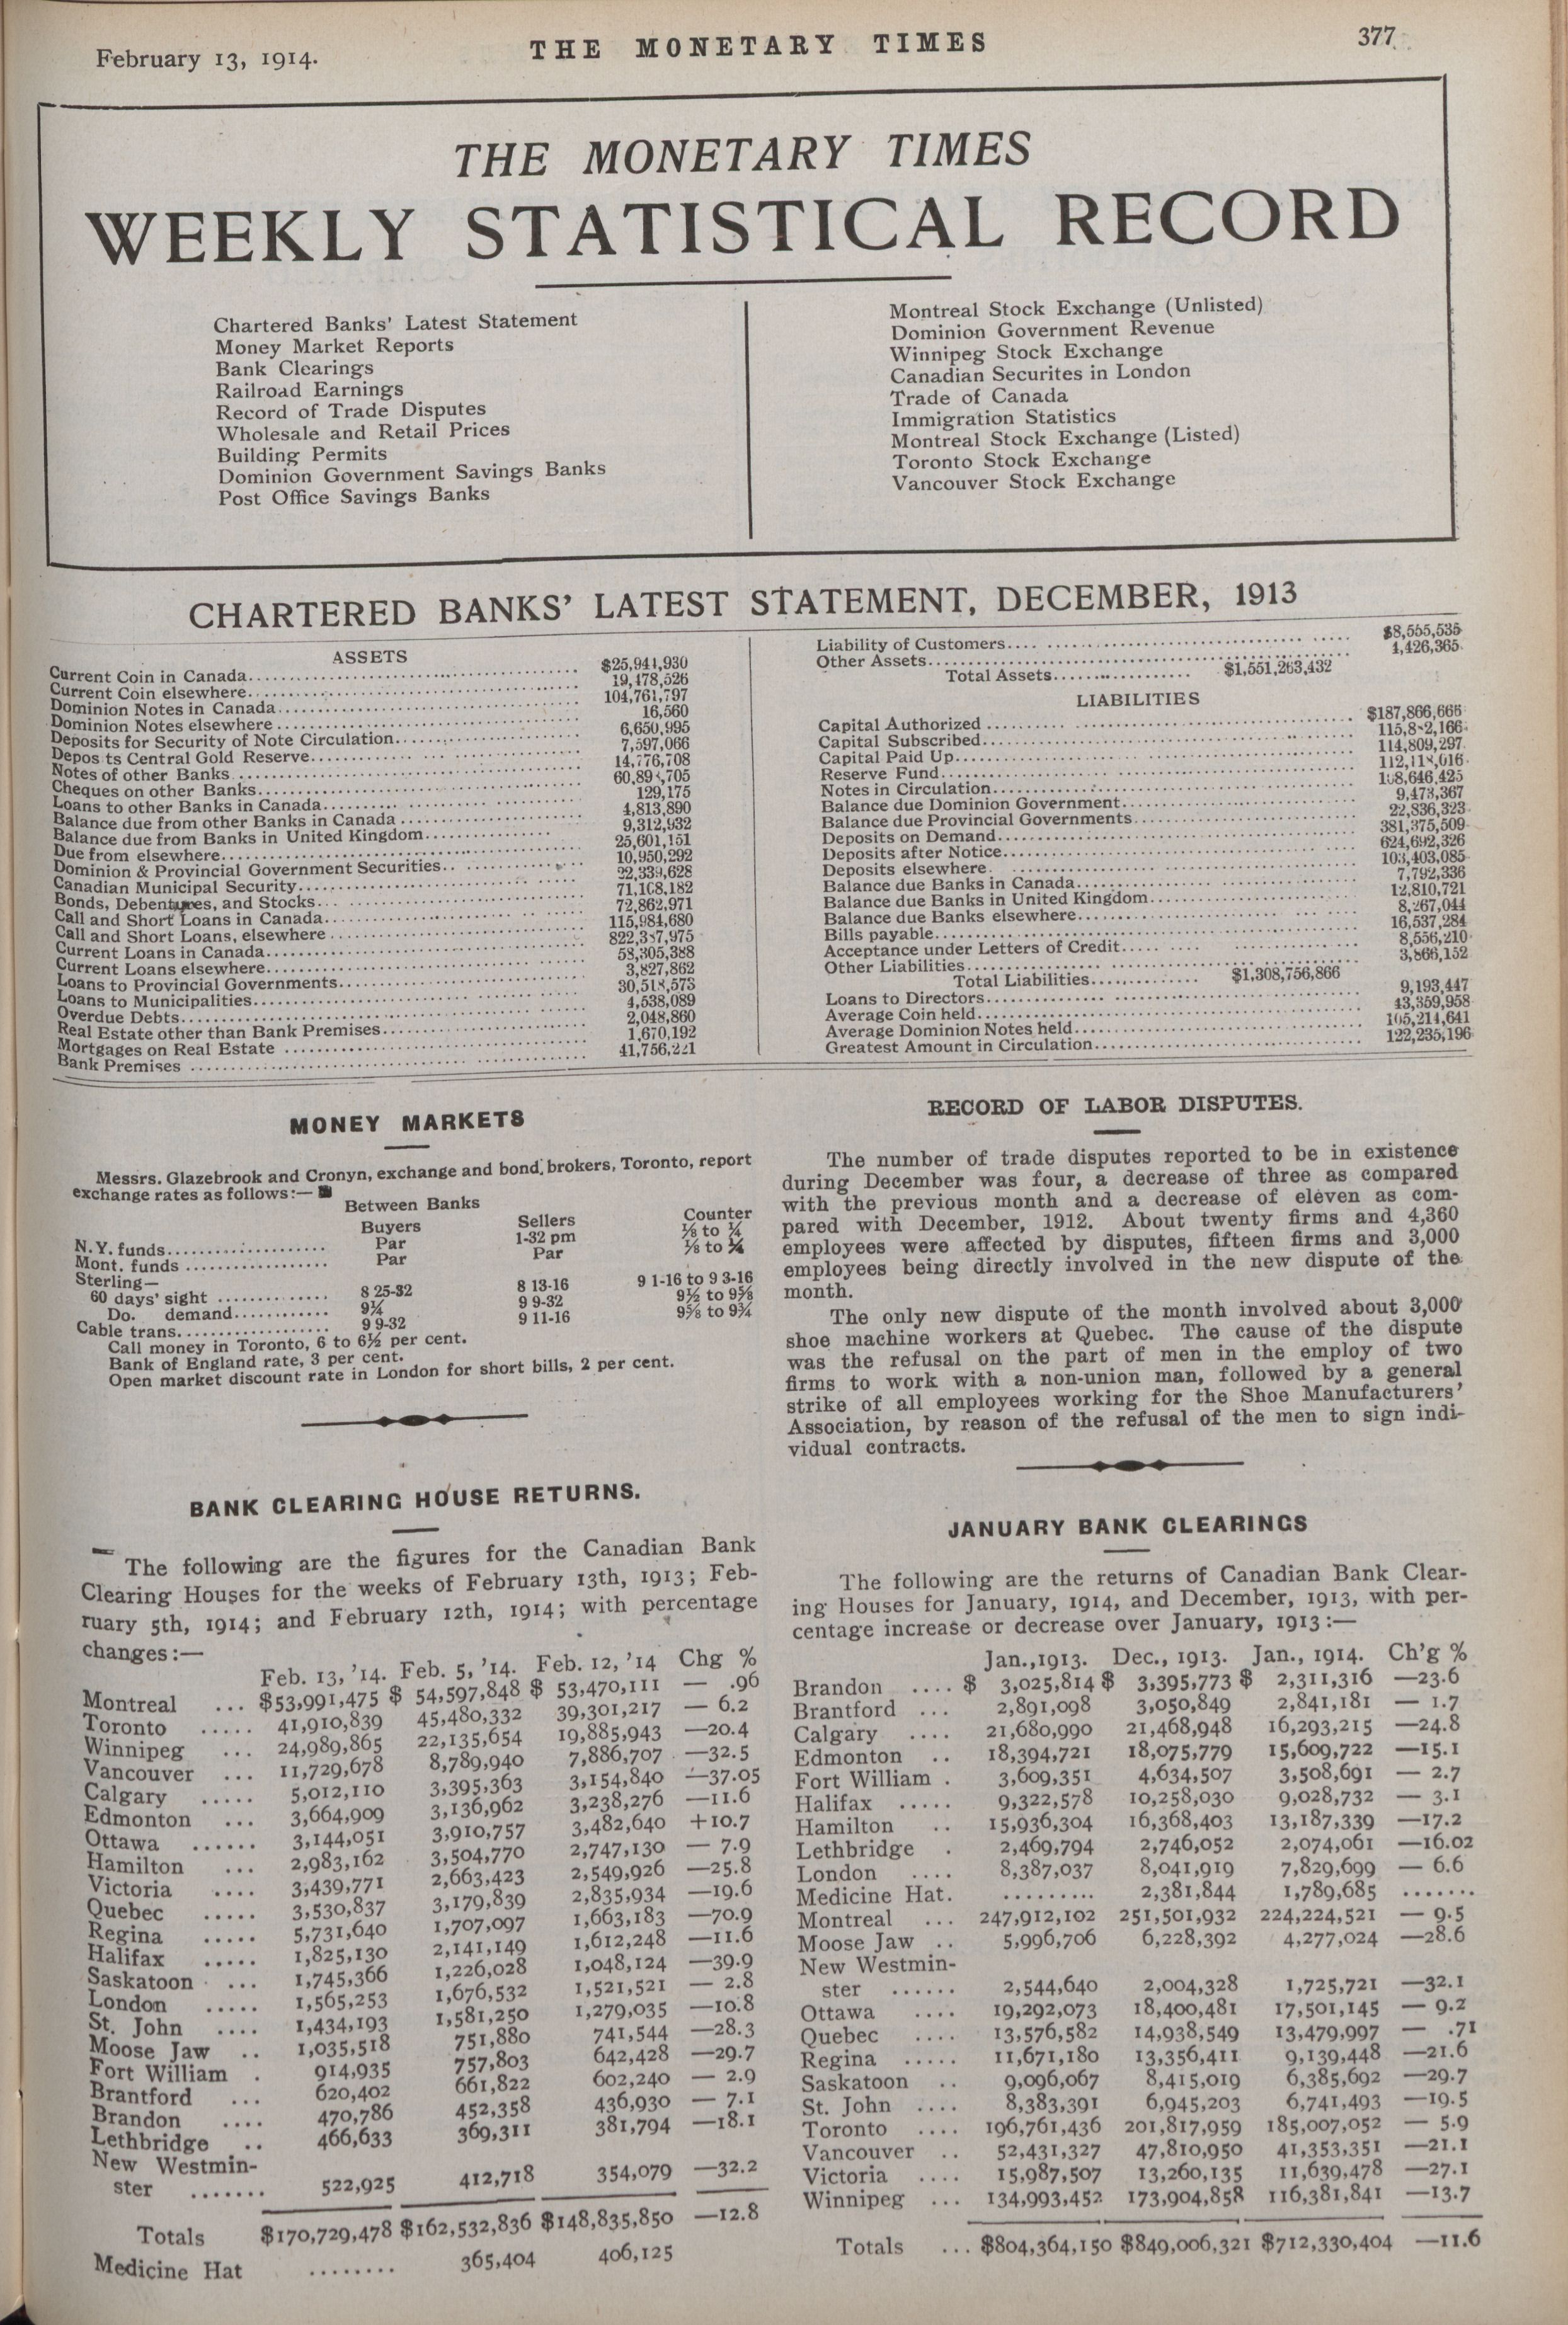 February 13, 1914.
THE MONETARY TIMES
377
THE MONETARY TIMES
WEEKLY STATISTICAL RECORD
Chartered Banks' Latest Statement
Money Market Reports
Bank Clearings
Railroad Earnings
Record of Trade Disputes
Wholesale and Retail Prices
Building Permits
Dominion Government Savings Banks
Post Office Savings Banks
Montreal Stock Exchange (Unlisted)
Dominion Government Revenue
Winnipeg Stock Exchange
Canadian Securites in London
Trade of Canada
Immigration Statistics
Montreal Stock Exchange (Listed)
Toronto Stock Exchange
Vancouver Stock Exchange
CHARTERED BANKS' LATEST STATEMENT, DECEMBER, 1913
ASSETS
Current Coin in Canada $25,941,930
Current Coin elsewhere 19,178,526
Dominion Notes in Canada 104,761,797
Dominion Notes elsewhere 16,560
Deposits for Security of Note Circulation 6,650,995
Depos ts Central Gold Reserve 7,597,066
Notes of other Banks 14,776,708
Cheques on other Banks
Loans to other Banks in Canada 129,175
Balance due from other Banks in Canada 4,813,890
Balance due from Banks in United Kingdom 9,312,932
Due from elsewhere 25,601,151
Dominion & Provincial Government Securities 10,950,292
Canadian Municipal Security 22,339,628
Bonds, Debentures, and Stocks 71,168,182
Call and Short Loans in Canada 72,862,971
Call and Short Loans, elsewhere 115,984,680
Current Loans in Canada
Current Loans elsewhere 58,305,388
Loans to Provincial Governments 3,827,862
Loans to Municipalities 30,518,573
Overdue Debts 4,538,089
Real Estate other than Bank Premises 2,048,860
Mortgages on Real Estate 1,670,192
Bank Premises 41,756,221
Liability of Customers $8,555,535
Other Assets 1,426,365
Total Assets $1,551,263,432
LIABILITIES
Capital Authorized $187,866,666
Capital Subscribed
Capital Paid Up 114,809,297
Reserve Fund 112,118,016
Notes in Circulation 108,646,425
Balance due Dominion Government 9,473,367
Balance due Provincial Governments 22,836,323
Deposits on Demand 381,375,509
Deposits after Notice 624,692,326
Deposits elsewhere 103,403,085
Balance due Banks in Canada 7,792,336
Balance due Banks in United Kingdom 12,810,721
Balance due Banks elsewhere 8,267,044
Bills payable 16,537,284
Acceptance under Letters of Credit 8,556,210
Other Liabilities 3,866,152
Total Liabilities $1,308,756,866
Loans to Directors 9,193,447
Average Coin held 43,359,958
Average Dominion Notes held 105,214,641
Greatest Amount in Circulation 122,235,196
MONEY MARKETS
Messrs. Glazebrook and Cronyn, exchange and bond brokers, Toronto, report
exchange rates as follows:—
Between Banks
Buyers Sellers Counter
N.Y. funds Par 1-32 pm ⅛ to ¼
Mont. funds Par Par ⅛ to ¼
Sterling—
60 days' sight 8 25-32 8 13-16 9 1-16 to 9 3-16
Do. demand 9¼ 9 9-32 9½ to 9⅝
Cable trans. 9 9-32 9 11-16 9⅝ to 9¾
Call money in Toronto, 6 to 6½ per cent.
Bank of England rate, 3 per cent.
Open market discount rate in London for short bills, 2 per cent.
BANK CLEARING HOUSE RETURNS.
The following are the figures for the Canadian Bank
Clearing Houses for the weeks of February 13th, 1913; Feb-
ruary 5th, 1914; and February 12th, 1914; with percentage
changes:—
Feb. 13, '14. Feb. 5, '14. Feb. 12, '14 Chg %
Montreal ... $53,991,475 $ 54,597,848 $ 53,470,111 — .96
Toronto ..... 41,910,839 45,480,332 39,301,217 — 6.2
Winnipeg ... 24,989,865 22,135,654 19,885,943 —20.4
Vancouver ... 11,729,678 8,789,940 7,886,707 —32.5
Calgary ..... 5,012,110 3,395,363 3,154,840 —37.05
Edmonton ... 3,664,909 3,136,962 3,238,276 —11.6
Ottawa ...... 3,144,051 3,910,757 3,482,640 +10.7
Hamilton ... 2,983,162 3,504,770 2,747,130 — 7.9
Victoria .... 3,439,771 2,663,423 2,549,926 —25.8
Quebec ..... 3,530,837 3,179,839 2,835,934 —19.6
Regina ..... 5,731,640 1,707,097 1,663,183 —70.9
Halifax ..... 1,825,130 2,141,149 1,612,248 —11.6
Saskatoon ... 1,745,366 1,226,028 1,048,124 —39.9
London ..... 1,565,253 1,676,532 1,521,521 — 2.8
St. John .... 1,434,193 1,581,250 1,279,035 —10.8
Moose Jaw .. 1,035,518 751,880 741,544 —28.3
Fort William . 914,935 757,803 642,428 —29.7
Brantford ... 620,402 661,822 602,240 — 2.9
Brandon .... 470,786 452,358 436,930 — 7.1
Lethbridge .. 466,633 369,311 381,794 —18.1
New Westmin-
ster ....... 522,925 412,718 354,079 —32.2
Totals $170,729,478 $162,532,836 $148,835,850 —12.8
Medicine Hat ........ 365,404 406,125
RECORD OF LABOR DISPUTES.
The number of trade disputes reported to be in existence
during December was four, a decrease of three as compared
with the previous month and a decrease of eleven as com-
pared with December, 1912. About twenty firms and 4,360
employees were affected by disputes, fifteen firms and 3,000
employees being directly involved in the new dispute of the
month.
The only new dispute of the month involved about 3,000
shoe machine workers at Quebec. The cause of the dispute
was the refusal on the part of men in the employ of two
firms to work with a non-union man, followed by a general
strike of all employees working for the Shoe Manufacturers'
Association, by reason of the refusal of the men to sign indi-
vidual contracts.
JANUARY BANK CLEARINGS
The following are the returns of Canadian Bank Clear-
ing Houses for January, 1914, and December, 1913, with per-
centage increase or decrease over January, 1913:—
Jan., 1913. Dec., 1913. Jan., 1914. Ch'g %
Brandon .... $ 3,025,814 $ 3,395,773 $ 2,311,316 —23.6
Brantford ... 2,891,098 3,050,849 2,841,181 — 1.7
Calgary .... 21,680,990 21,468,948 16,293,215 —24.8
Edmonton .. 18,394,721 18,075,779 15,609,722 —15.1
Fort William . 3,609,351 4,634,507 3,508,691 — 2.7
Halifax ..... 9,322,578 10,258,030 9,028,732 — 3.1
Hamilton .. 15,936,304 16,368,403 13,187,339 —17.2
Lethbridge . 2,469,794 2,746,052 2,074,061 —16.02
London .... 8,387,037 8,041,919 7,829,699 — 6.6
Medicine Hat. ......... 2,381,844 1,789,685 .......
Montreal ... 247,912,102 251,501,932 224,224,521 — 9.5
Moose Jaw .. 5,996,706 6,228,392 4,277,024 —28.6
New Westmin-
ster ...... 2,544,640 2,004,328 1,725,721 —32.1
Ottawa .... 19,292,073 18,400,481 17,501,145 — 9.2
Quebec .... 13,576,582 14,938,549 13,479,997 — .71
Regina ..... 11,671,180 13,356,411 9,139,448 —21.6
Saskatoon .. 9,096,067 8,415,019 6,385,692 —29.7
St. John .... 8,383,391 6,945,203 6,741,493 —19.5
Toronto .... 196,761,436 201,817,959 185,007,052 — 5.9
Vancouver .. 52,431,327 47,810,950 41,353,351 —21.1
Victoria .... 15,987,507 13,260,135 11,639,478 —27.1
Winnipeg ... 134,993,452 173,904,858 116,381,841 —13.7
Totals ... $804,364,150 $849,006,321 $712,330,404 —11.6